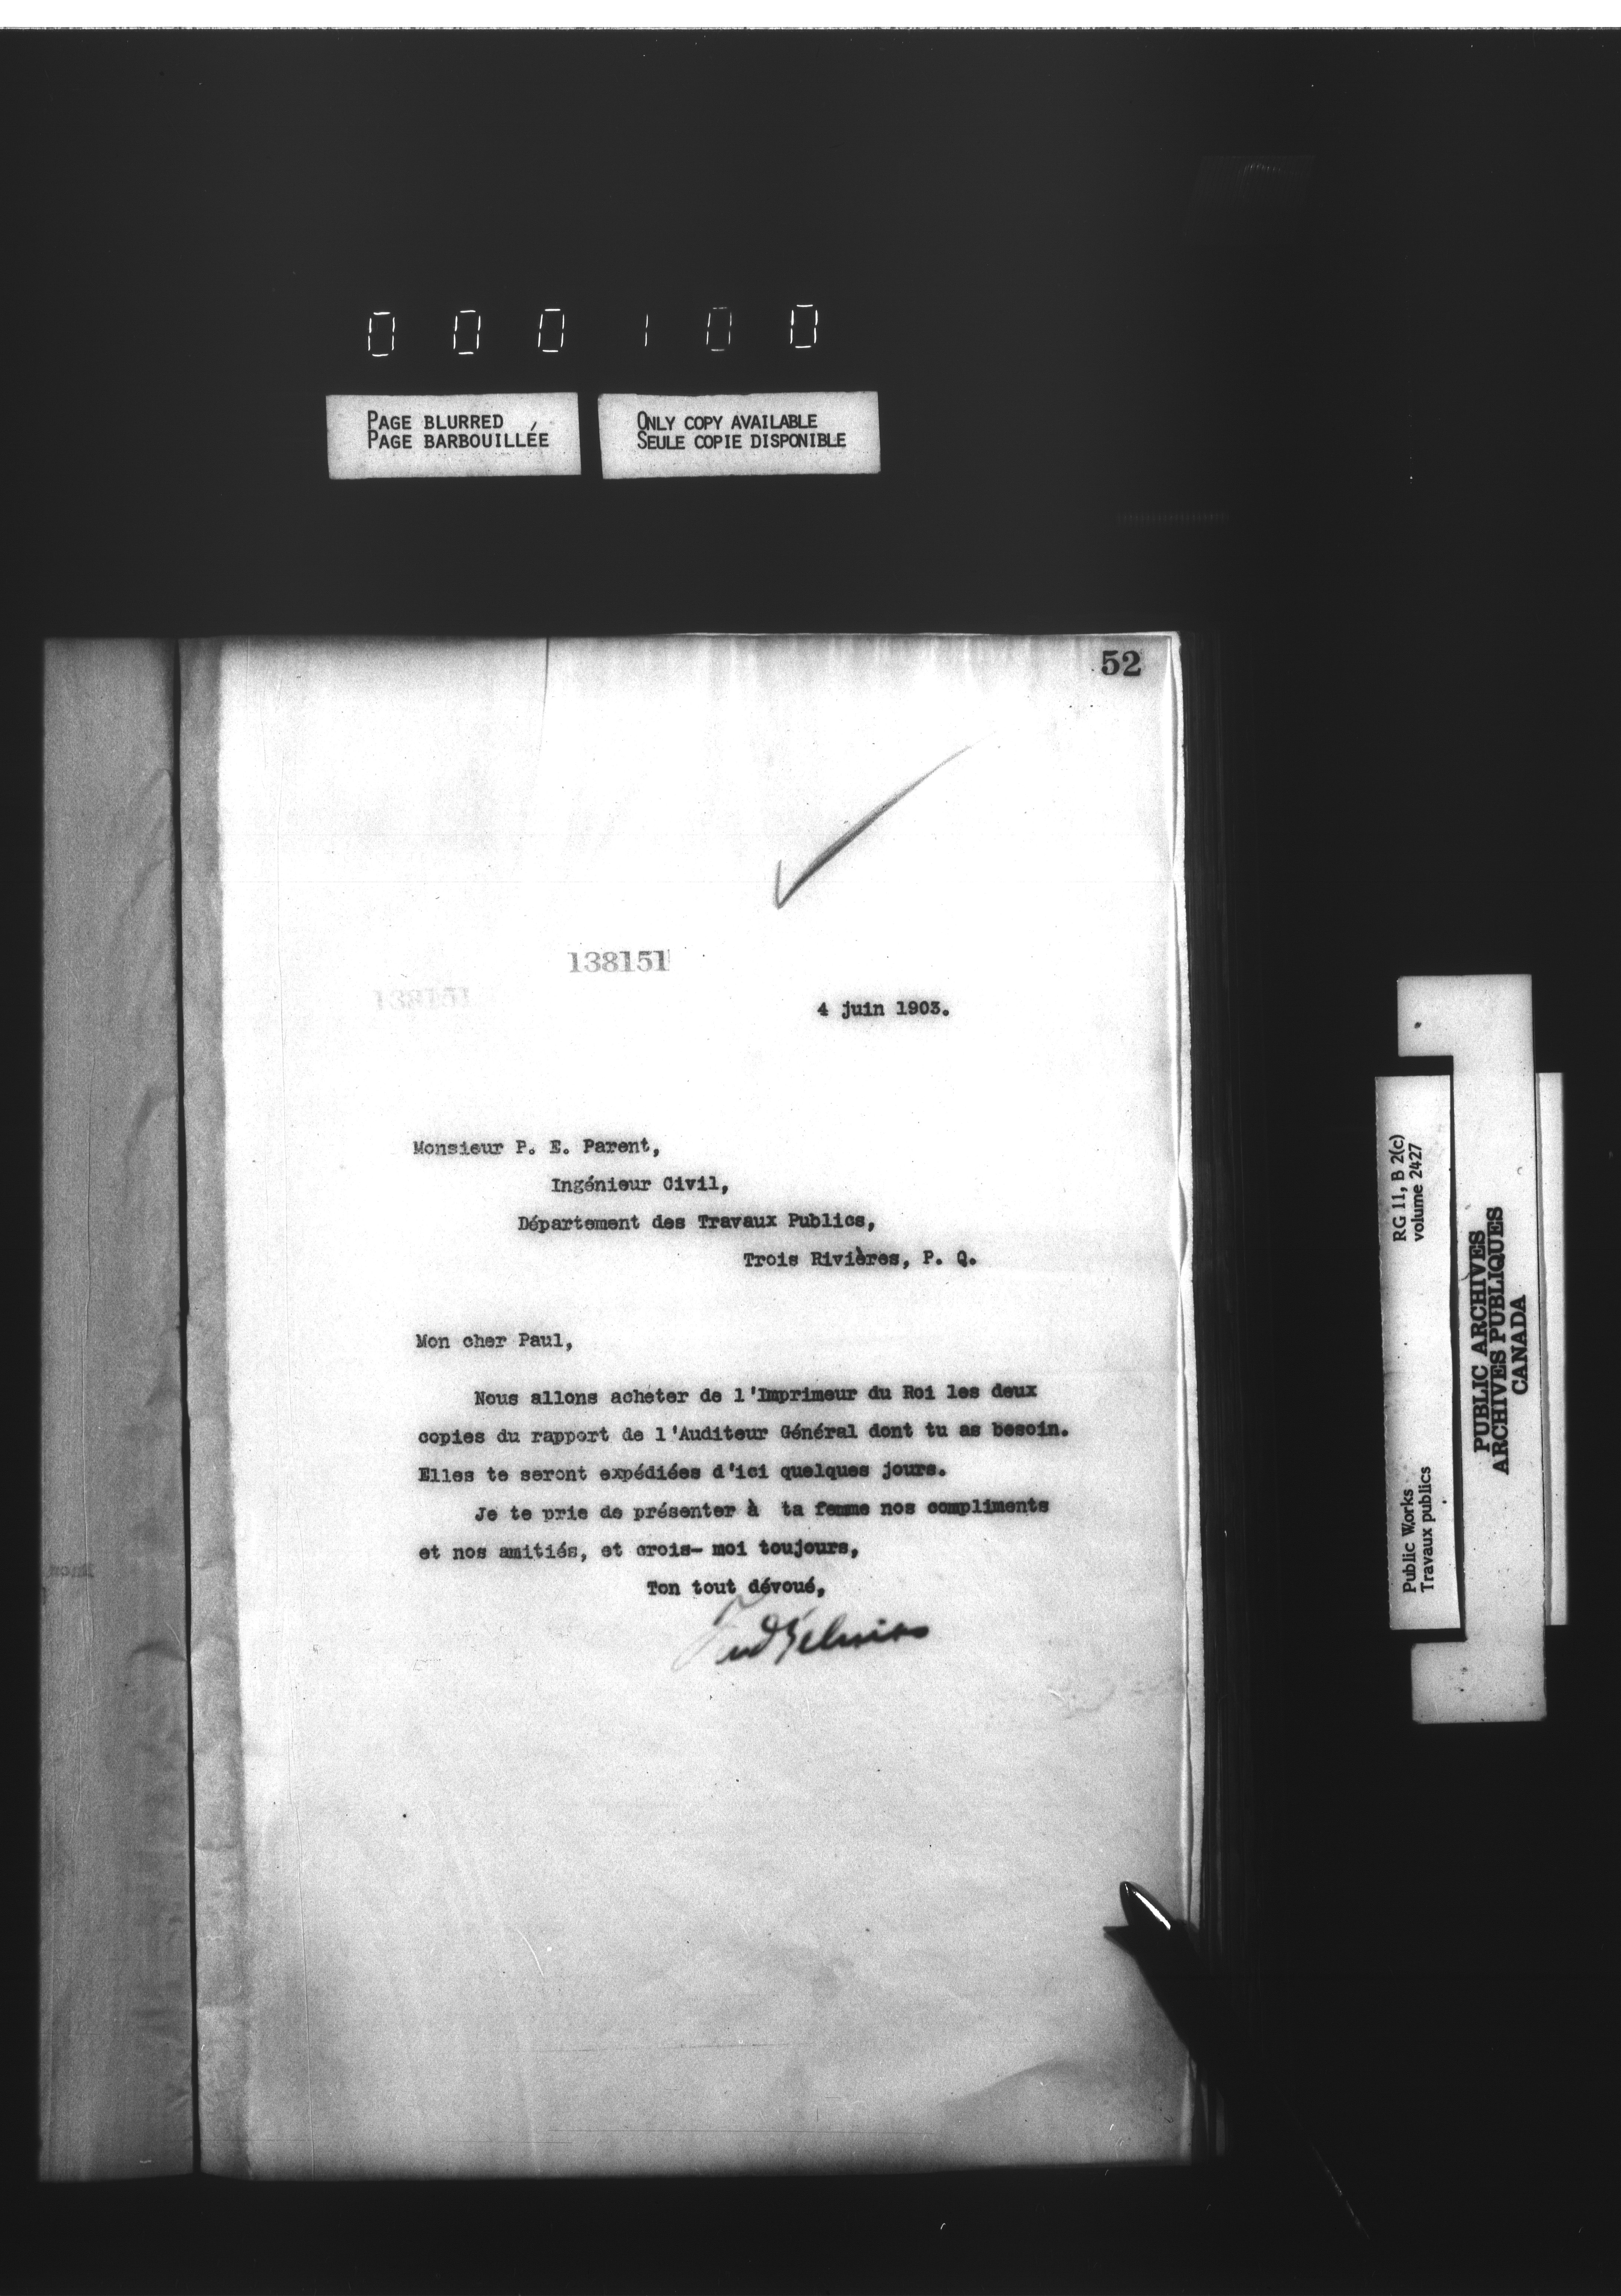 000100
PAGE BLURRED
PAGE BARBOUILLÉE
ONLY COPY AVAILABLE
SEULE COPIE DISPONIBLE
52
138151
138151
4 juin 1903.
Monsieur P. E. Parent,
Ingénieur Civil,
Département des Travaux Publics,
Trois Rivières, P. Q.
Mon cher Paul,
Nous allons acheter de l'Imprimeur du Roi les deux
copies du rapport de l'Auditeur Général dont tu as besoin.
Elles te seront expédiées d'ici quelques jours.
Je te prie de présenter à ta femme nos compliments
et nos amitiés, et crois- moi toujours,
Ton tout dévoué,
RG 11, B 2(c)
volume 2427
Public Works
Travaux publics
PUBLIC ARCHIVES
ARCHIVES PUBLIQUES
CANADA